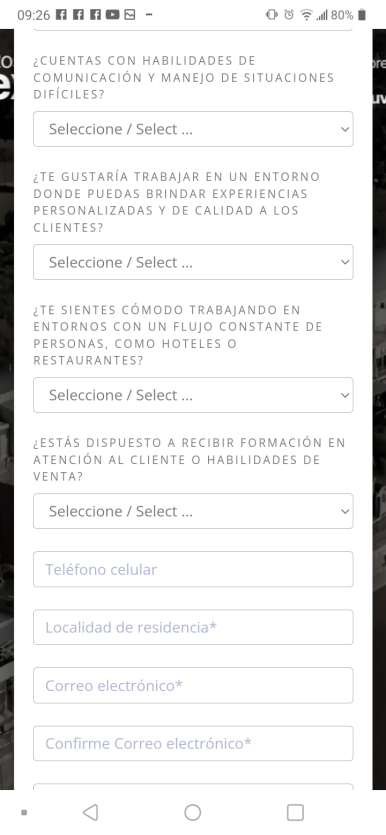 09:26
80%
¿CUENTAS CON HABILIDADES DE
COMUNICACIÓN Y MANEJO DE SITUACIONES
DIFÍCILES?
Seleccione / Select ...
¿TE GUSTARÍA TRABAJAR EN UN ENTORNO
DONDE PUEDAS BRINDAR EXPERIENCIAS
PERSONALIZADAS Y DE CALIDAD A LOS
CLIENTES?
Seleccione / Select ...
¿TE SIENTES CÓMODO TRABAJANDO EN
ENTORNOS CON UN FLUJO CONSTANTE DE
PERSONAS, COMO HOTELES O
RESTAURANTES?
Seleccione / Select ...
¿ESTÁS DISPUESTO A RECIBIR FORMACIÓN EN
ATENCIÓN AL CLIENTE O HABILIDADES DE
VENTA?
Seleccione / Select ...
Teléfono celular
Localidad de residencia*
Correo electrónico*
Confirme Correo electrónico*